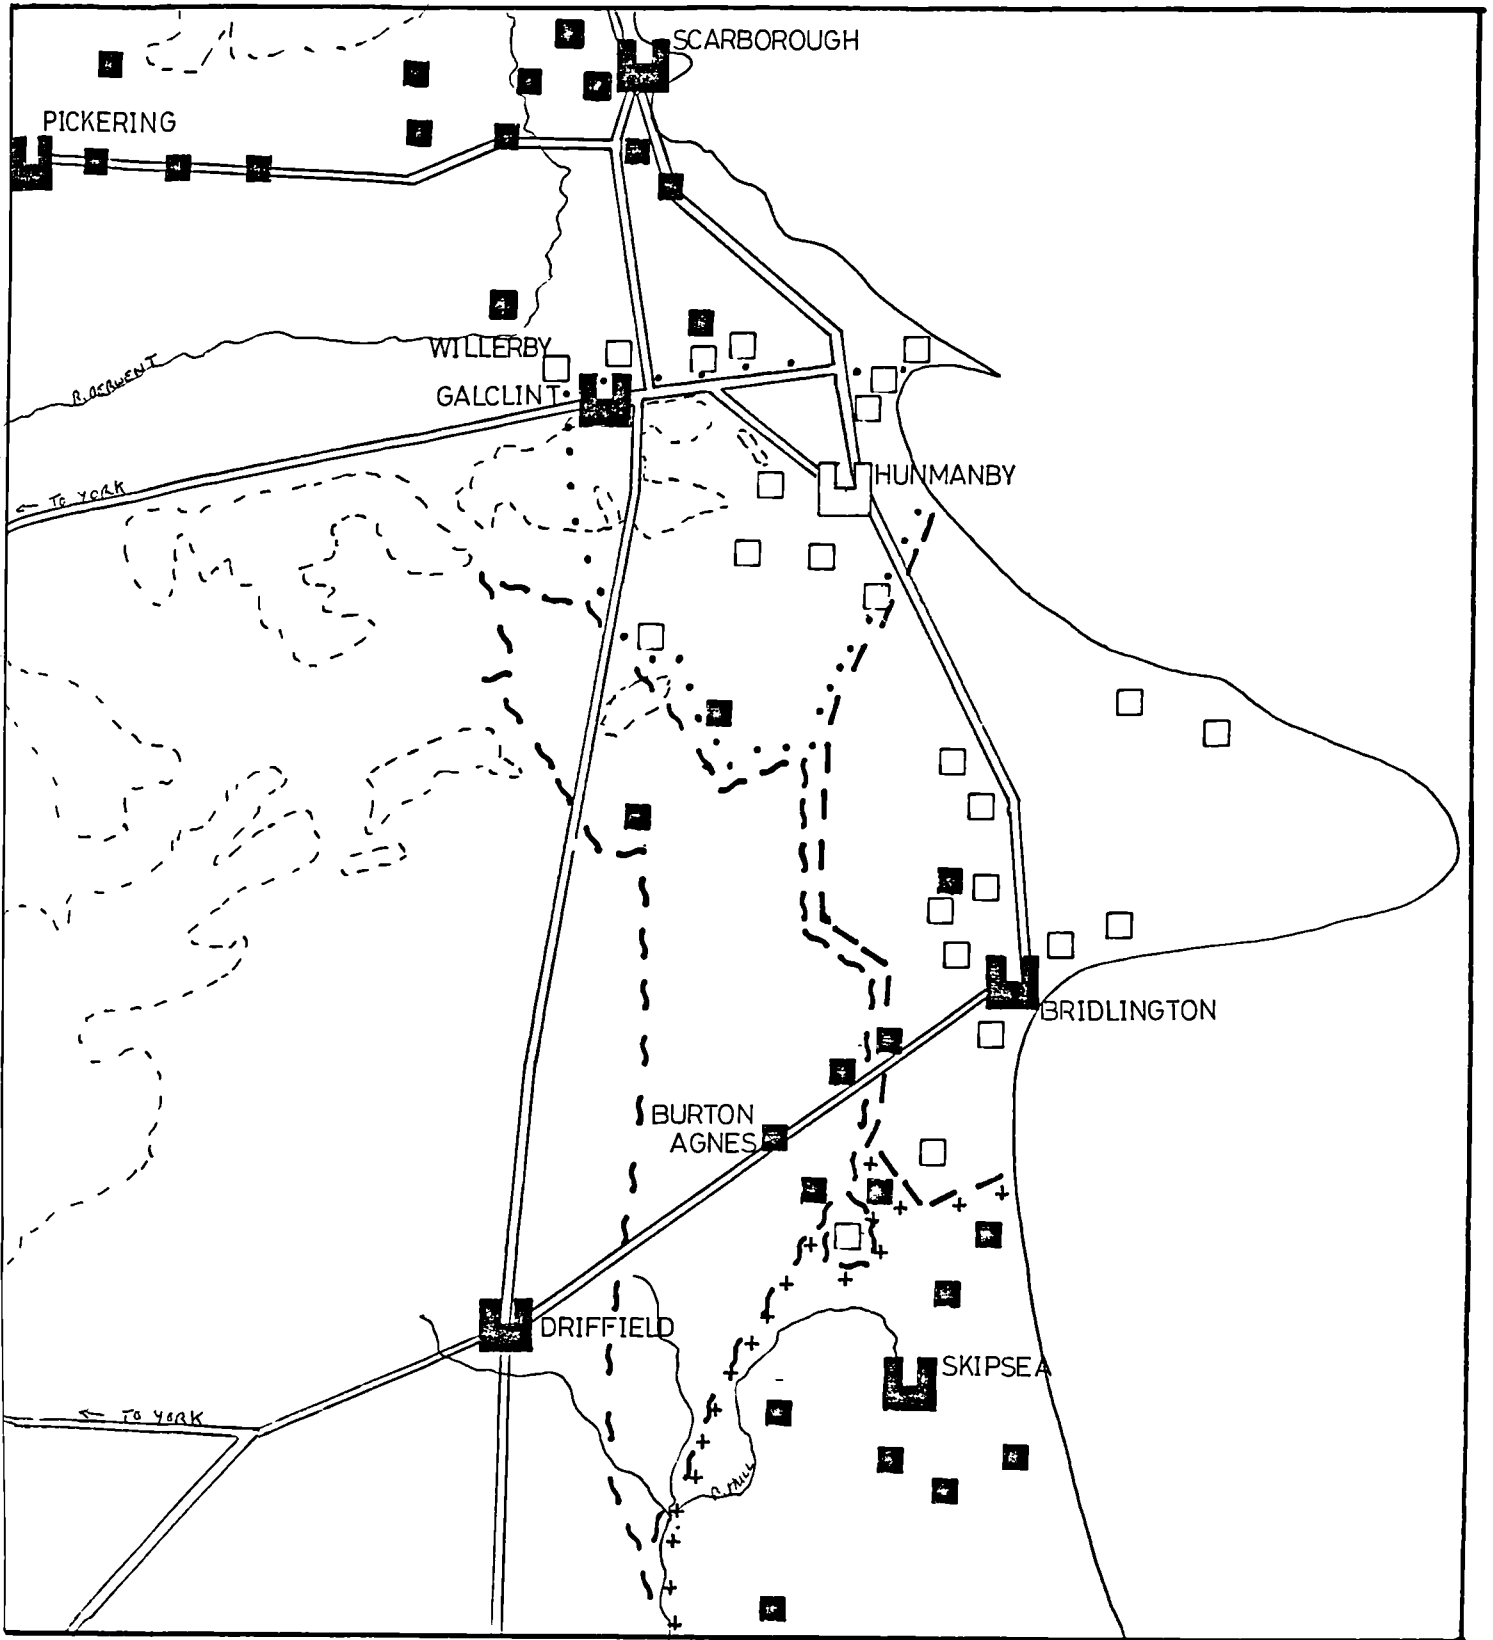 SCARBOROUGH
PICKERING
WILLERBY
R. DERWENT
GALCLINT
← TO YORK
HUNMANBY
BRIDLINGTON
BURTON
AGNES
DRIFFIELD
SKIPSEA
← TO YORK
R. HULL